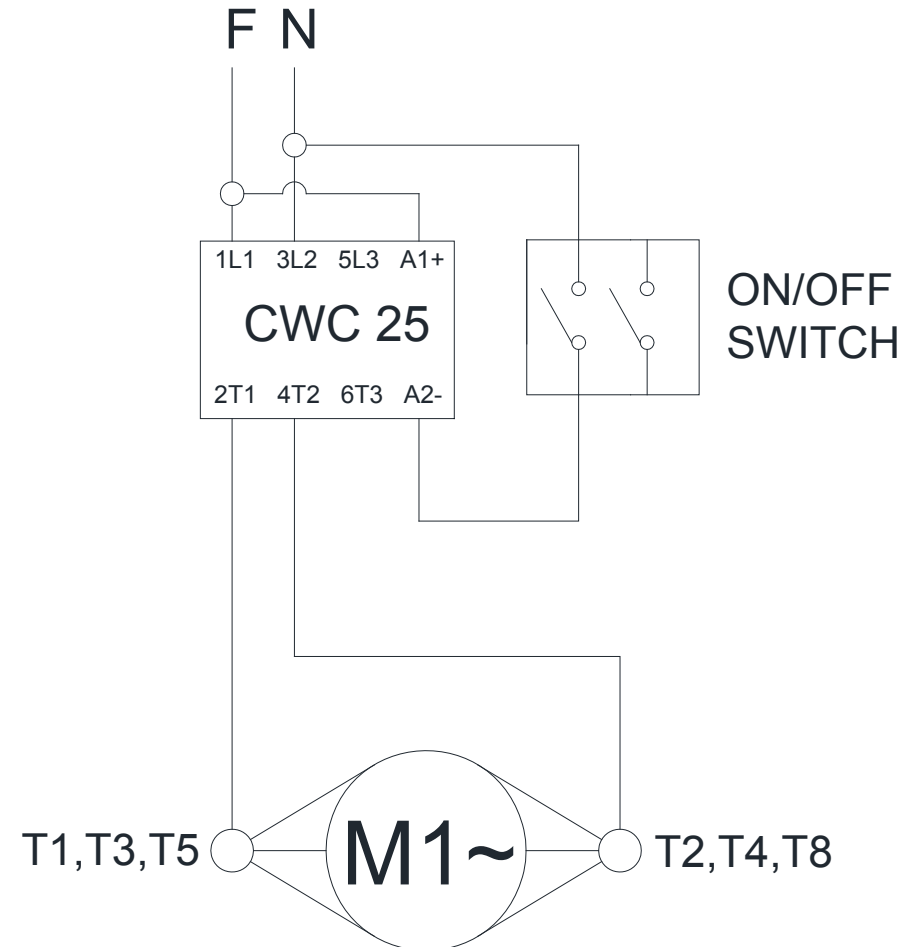 F N
1L1 3L2 5L3 A1+
CWC 25
2T1 4T2 6T3 A2-
ON/OFF
SWITCH
T1,T3,T5
M1~
T2,T4,T8